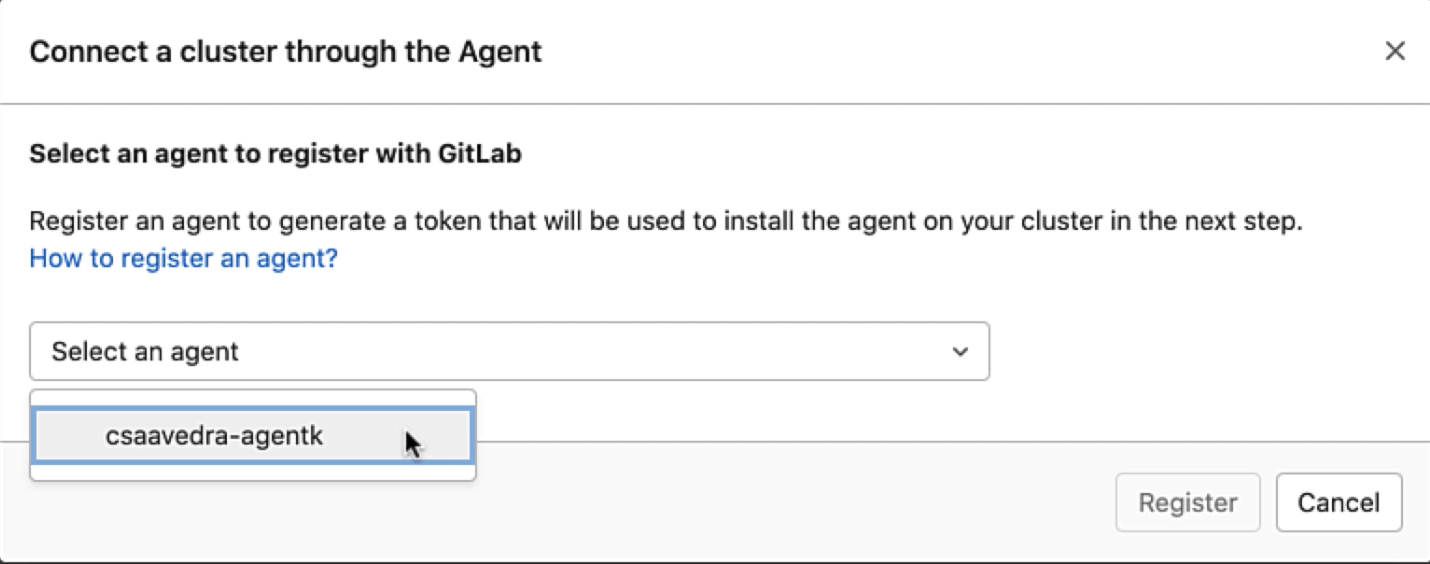 Connect a cluster through the Agent
Select an agent to register with GitLab
Register an agent to generate a token that will be used to install the agent on your cluster in the next step.
How to register an agent?
Select an agent
csaavedra-agentk
Register
Cancel